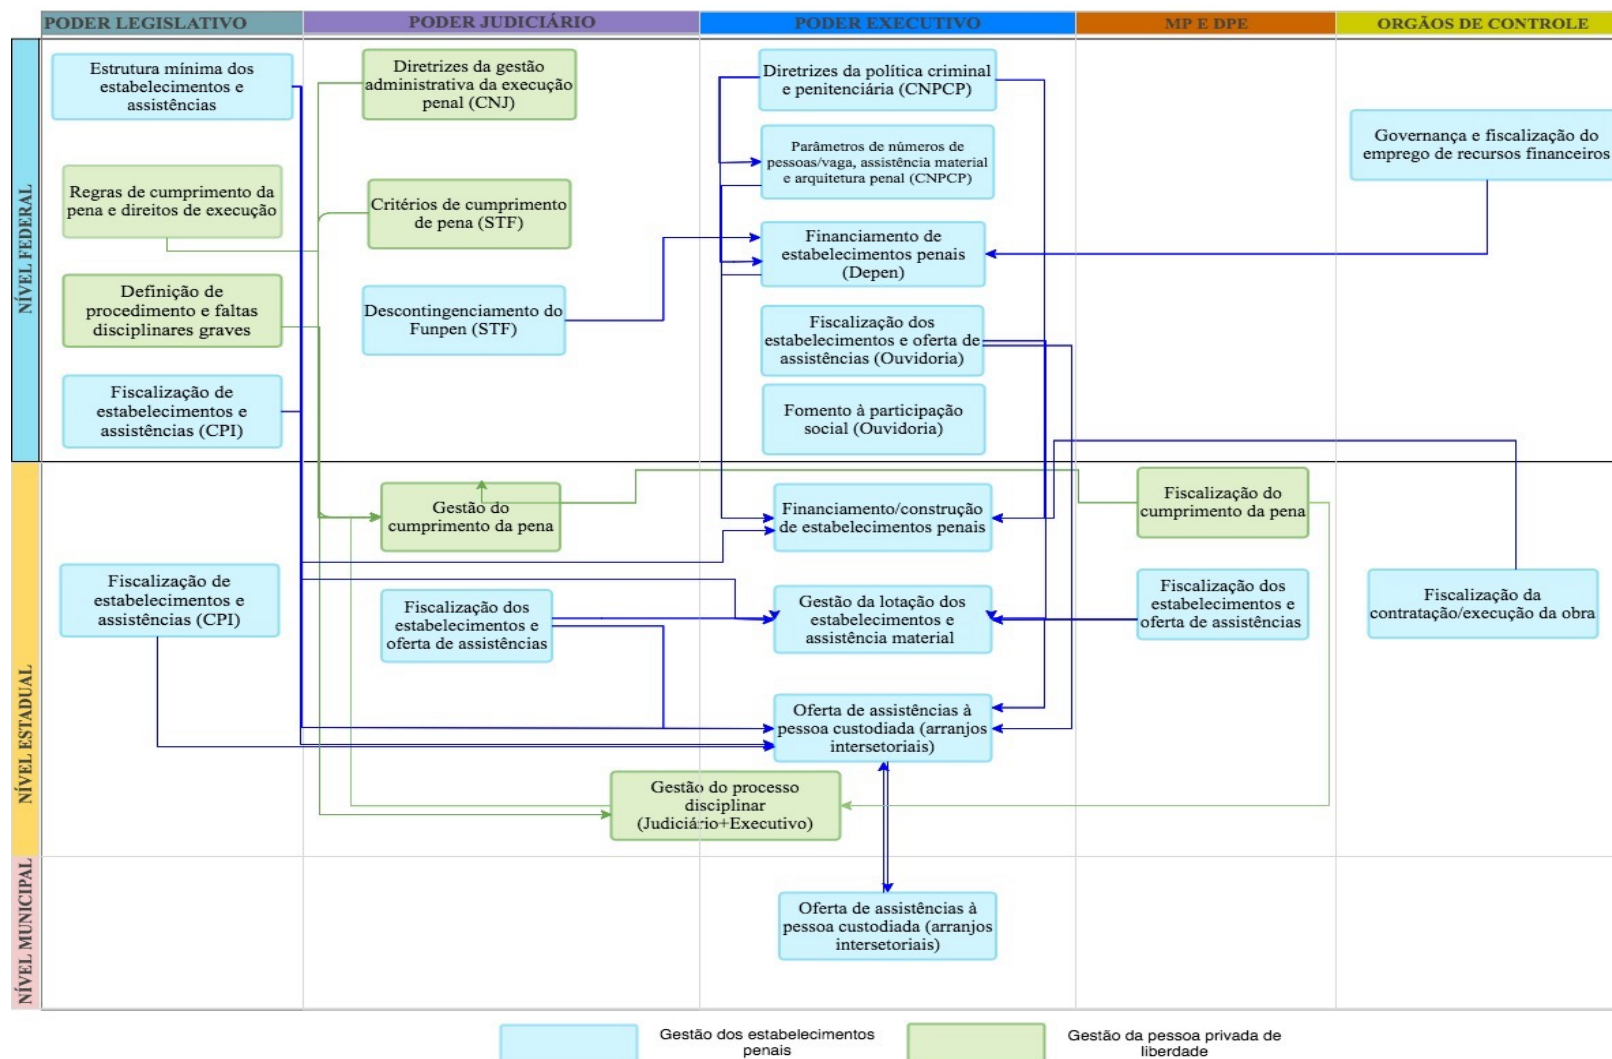 PODER LEGISLATIVO
PODER JUDICIÁRIO
PODER EXECUTIVO
MP E DPE
ORGÃOS DE CONTROLE
NÍVEL FEDERAL
Estrutura mínima dos
estabelecimentos e
assistências
Regras de cumprimento da
pena e direitos de execução
Definição de
procedimento e faltas
disciplinares graves
Fiscalização de
estabelecimentos e
assistências (CPI)
Diretrizes da gestão
administrativa da execução
penal (CNJ)
Critérios de cumprimento
de pena (STF)
Descontingenciamento do
Funpen (STF)
Diretrizes da política criminal
e penitenciária (CNPCP)
Parâmetros de números de
pessoas/vaga, assistência material
e arquitetura penal (CNPCP)
Financiamento de
estabelecimentos penais
(Depen)
Fiscalização dos
estabelecimentos e oferta de
assistências (Ouvidoria)
Fomento à participação
social (Ouvidoria)
Governança e fiscalização do
emprego de recursos financeiros
NÍVEL ESTADUAL
Fiscalização de
estabelecimentos e
assistências (CPI)
Gestão do
cumprimento da pena
Fiscalização dos
estabelecimentos e
oferta de assistências
Financiamento/construção
de estabelecimentos penais
Gestão da lotação dos
estabelecimentos e
assistência material
Oferta de assistências à
pessoa custodiada (arranjos
intersetoriais)
Gestão do processo
disciplinar
(Judiciário+Executivo)
Fiscalização do
cumprimento da pena
Fiscalização dos
estabelecimentos e
oferta de assistências
Fiscalização da
contratação/execução da obra
NÍVEL MUNICIPAL
Oferta de assistências à
pessoa custodiada (arranjos
intersetoriais)
Gestão dos estabelecimentos
penais
Gestão da pessoa privada de
liberdade